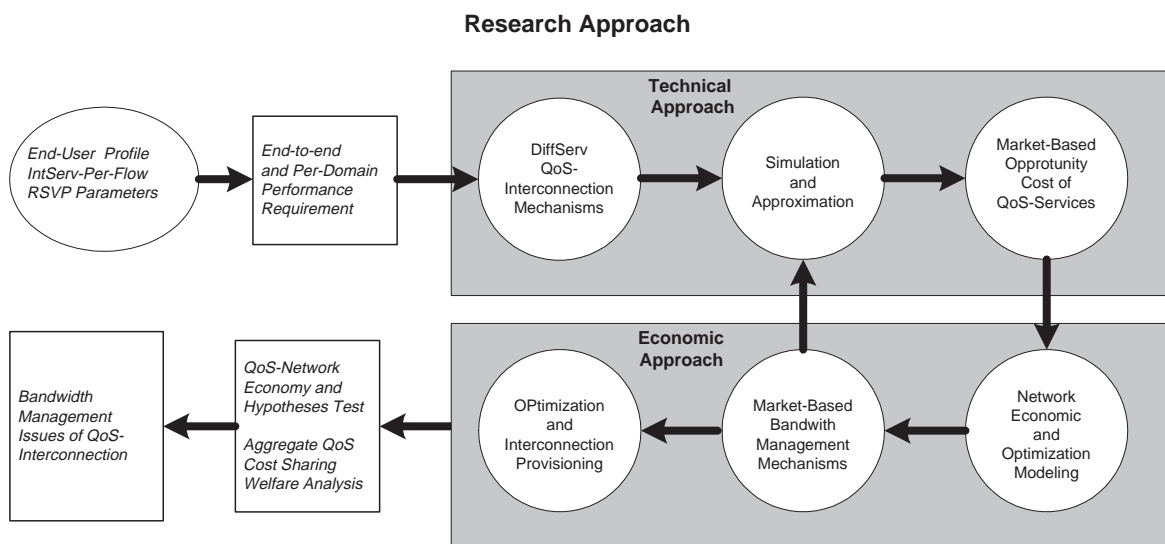 Research Approach
Technical
Approach
End-User Profile
IntServ-Per-Flow
RSVP Parameters
End-to-end
and Per-Domain
Performance
Requirement
DiffServ
QoS-
Interconnection
Mechanisms
Simulation
and
Approximation
Market-Based
Opprotunity
Cost of
QoS-Services
Economic
Approach
Bandwidth
Management
Issues of QoS-
Interconnection
QoS-Network
Economy and
Hypotheses Test
Aggregate QoS
Cost Sharing
Welfare Analysis
OPtimization
and
Interconnection
Provisioning
Market-Based
Bandwith
Management
Mechanisms
Network
Economic
and
Optimization
Modeling